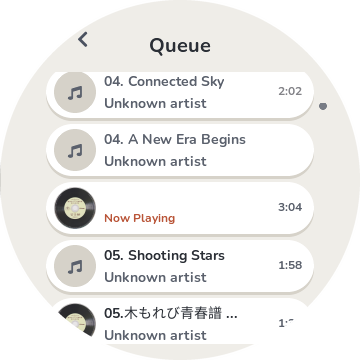 Queue
04. Connected Sky
Unknown artist
2:02
04. A New Era Begins
Unknown artist
Now Playing
3:04
05. Shooting Stars
Unknown artist
1:58
05.木もれび青春譜 ...
Unknown artist